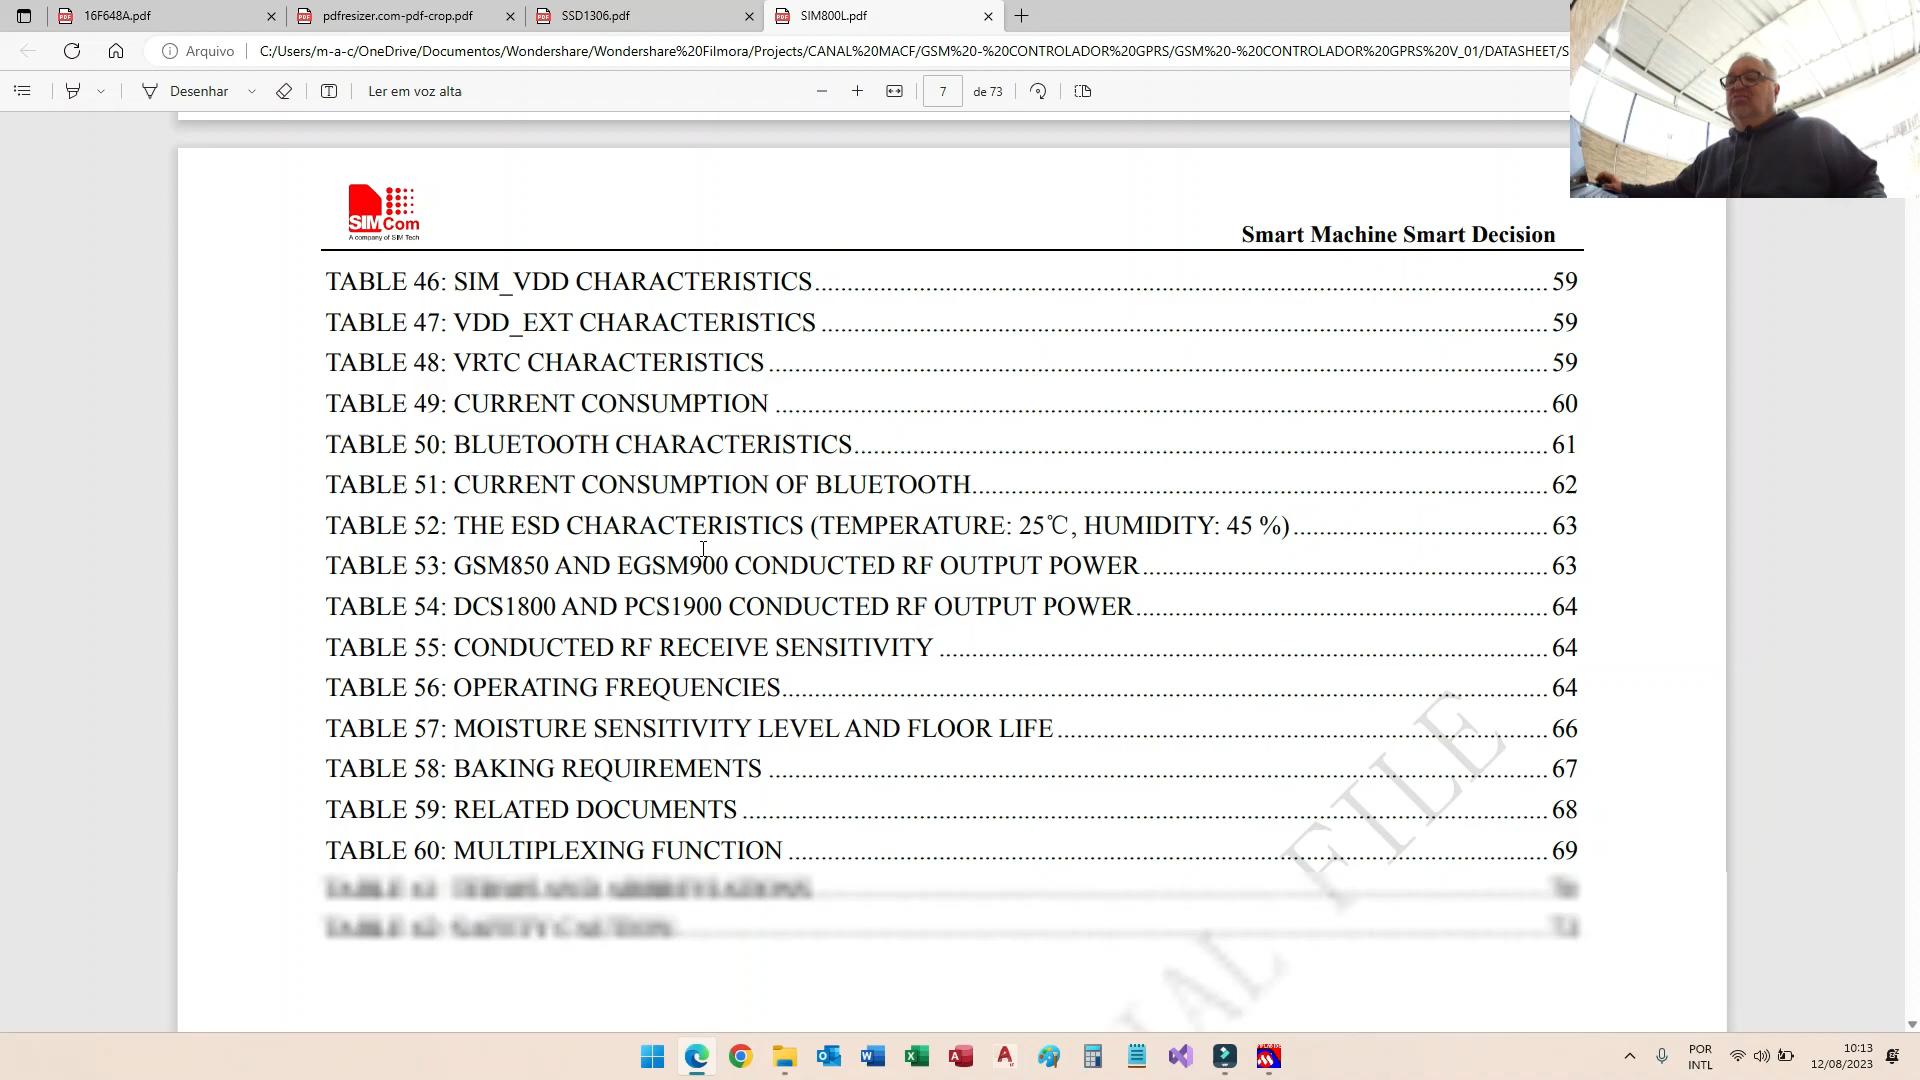 16F648A.pdf
pdfresizer.com-pdf-crop.pdf
SSD1306.pdf
SIM800L.pdf
Arquivo
C:/Users/m-a-c/OneDrive/Documentos/Wondershare/Wondershare%20Filmora/Projects/CANAL%20MACF/GSM%20-%20CONTROLADOR%20GPRS/GSM%20-%20CONTROLADOR%20GPRS%20V_01/DATASHEET/S
Desenhar
Ler em voz alta
7 de 73
SIMCom
A company of SIM Tech
Smart Machine Smart Decision
TABLE 46: SIM_VDD CHARACTERISTICS 59
TABLE 47: VDD_EXT CHARACTERISTICS 59
TABLE 48: VRTC CHARACTERISTICS 59
TABLE 49: CURRENT CONSUMPTION 60
TABLE 50: BLUETOOTH CHARACTERISTICS 61
TABLE 51: CURRENT CONSUMPTION OF BLUETOOTH 62
TABLE 52: THE ESD CHARACTERISTICS (TEMPERATURE: 25℃, HUMIDITY: 45 %) 63
TABLE 53: GSM850 AND EGSM900 CONDUCTED RF OUTPUT POWER 63
TABLE 54: DCS1800 AND PCS1900 CONDUCTED RF OUTPUT POWER 64
TABLE 55: CONDUCTED RF RECEIVE SENSITIVITY 64
TABLE 56: OPERATING FREQUENCIES 64
TABLE 57: MOISTURE SENSITIVITY LEVEL AND FLOOR LIFE 66
TABLE 58: BAKING REQUIREMENTS 67
TABLE 59: RELATED DOCUMENTS 68
TABLE 60: MULTIPLEXING FUNCTION 69
FILE
POR
INTL
10:13
12/08/2023